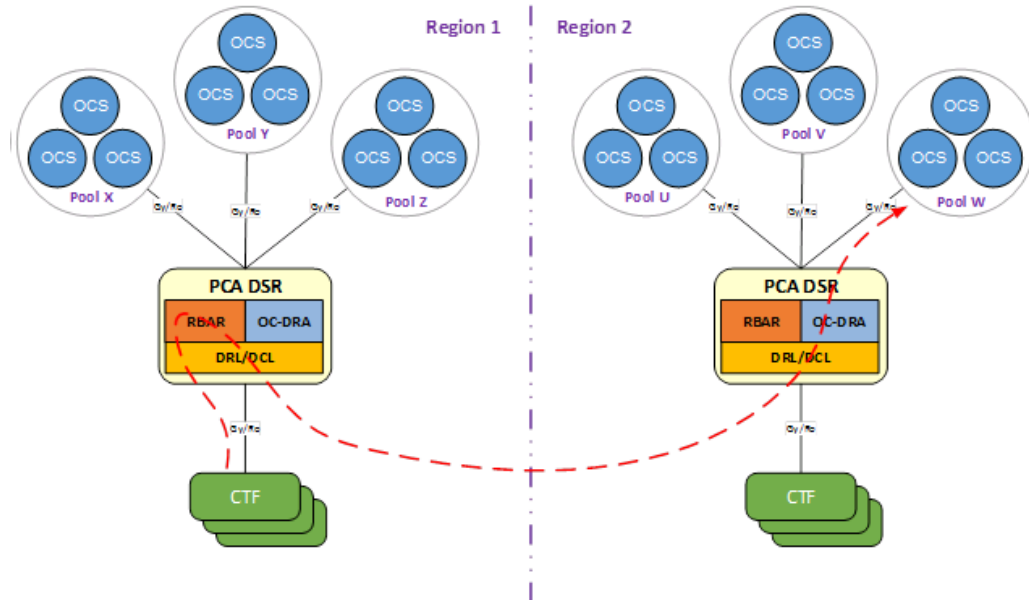 Region 1
Region 2
OCS
OCS
OCS
Pool X
OCS
OCS
OCS
Pool Y
OCS
OCS
OCS
Pool Z
OCS
OCS
OCS
Pool U
OCS
OCS
OCS
Pool V
OCS
OCS
OCS
Pool W
Gy/Ro
Gy/Ro
Gy/Ro
Gy/Ro
Gy/Ro
Gy/Ro
PCA DSR
RBAR
OC-DRA
DRL/DCL
PCA DSR
RBAR
OC-DRA
DRL/DCL
Gy/Ro
Gy/Ro
CTF
CTF